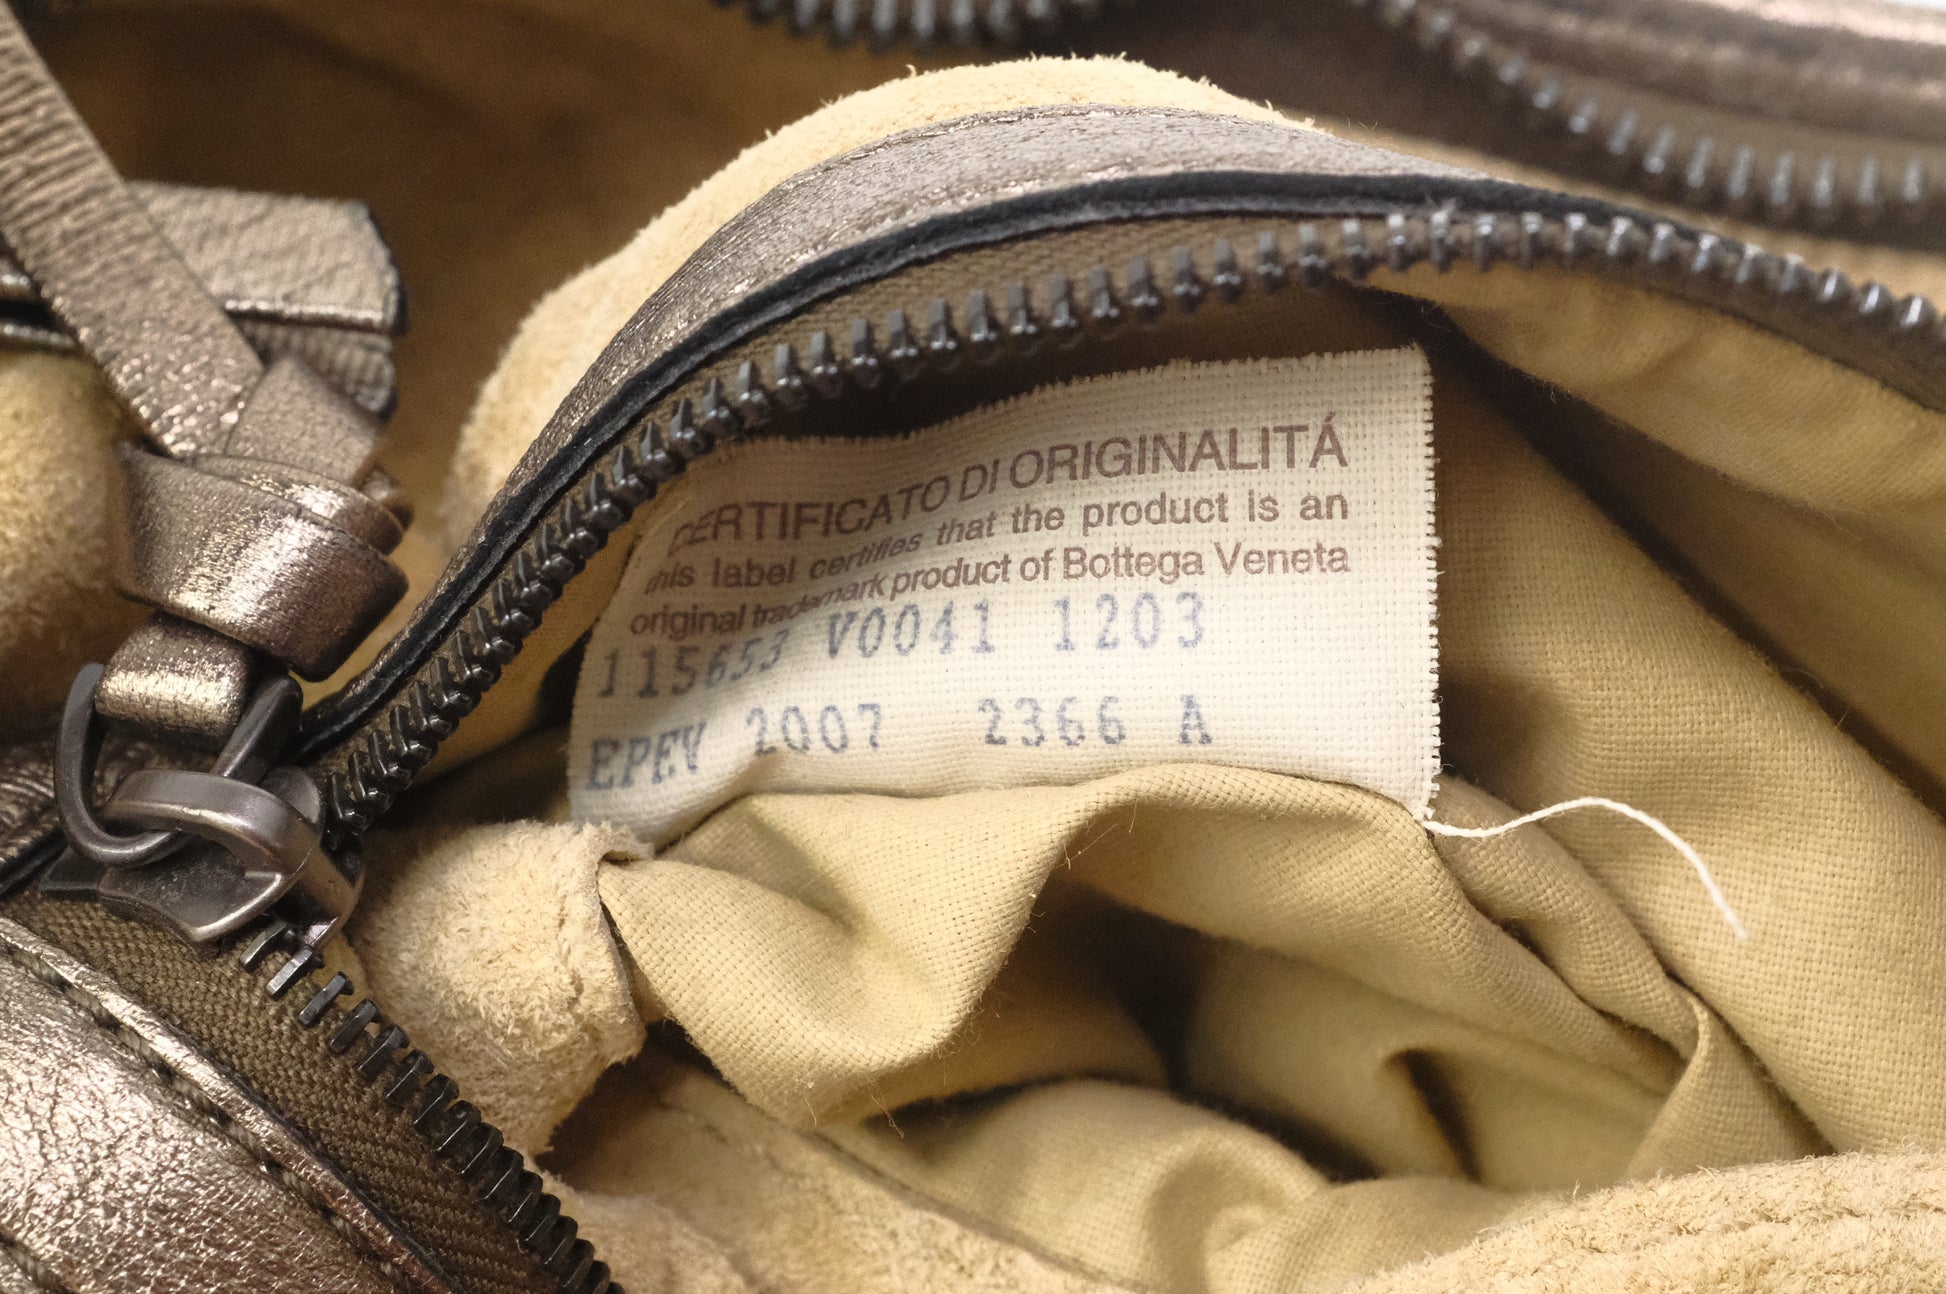 CERTIFICATO DI ORIGINALITÁ
this label certifies that the product is an
original trademark product of Bottega Veneta
115653 V0041 1203
EPEV 2007 2366 A